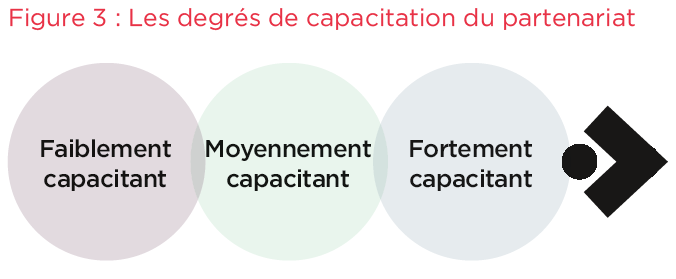 Figure 3 : Les degrés de capacitation du partenariat
Faiblement
capacitant
Moyennement
capacitant
Fortement
capacitant